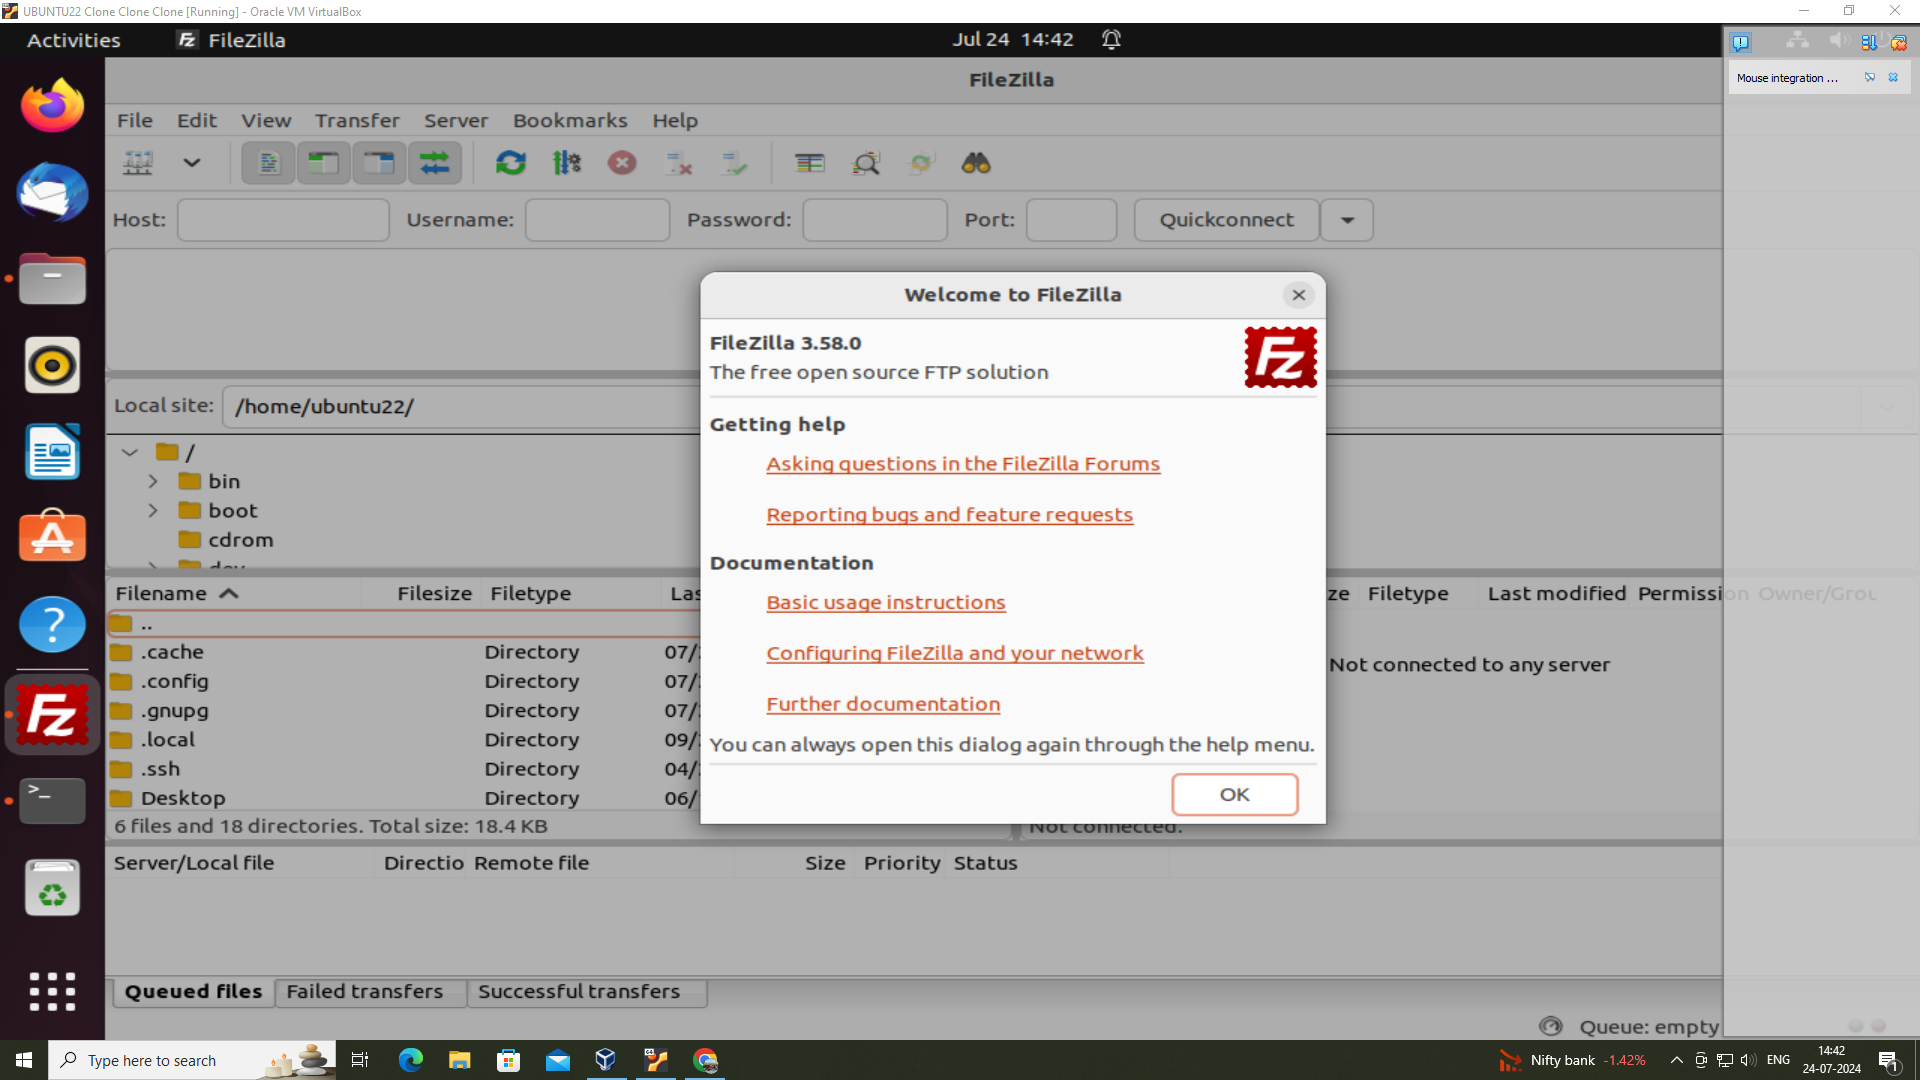 UBUNTU22 Clone Clone Clone [Running] - Oracle VM VirtualBox
Activities
FileZilla
Jul 24 14:42
FileZilla
Mouse integration ...
File Edit View Transfer Server Bookmarks Help
Host:
Username:
Password:
Port:
Quickconnect
Welcome to FileZilla
FileZilla 3.58.0
The free open source FTP solution
Getting help
Asking questions in the FileZilla Forums
Reporting bugs and feature requests
Documentation
Basic usage instructions
Configuring FileZilla and your network
Further documentation
You can always open this dialog again through the help menu.
OK
Local site: /home/ubuntu22/
/
bin
boot
cdrom
dev
Filename Filesize Filetype Las
..
.cache Directory 07/
.config Directory 07/
.gnupg Directory 07/
.local Directory 09/
.ssh Directory 04/
Desktop Directory 06/
6 files and 18 directories. Total size: 18.4 KB
ze Filetype Last modified Permission Owner/Grou
Not connected to any server
Not connected.
Server/Local file Directio Remote file Size Priority Status
Queued files Failed transfers Successful transfers
Queue: empty
Type here to search
Nifty bank -1.42%
ENG
14:42
24-07-2024
1